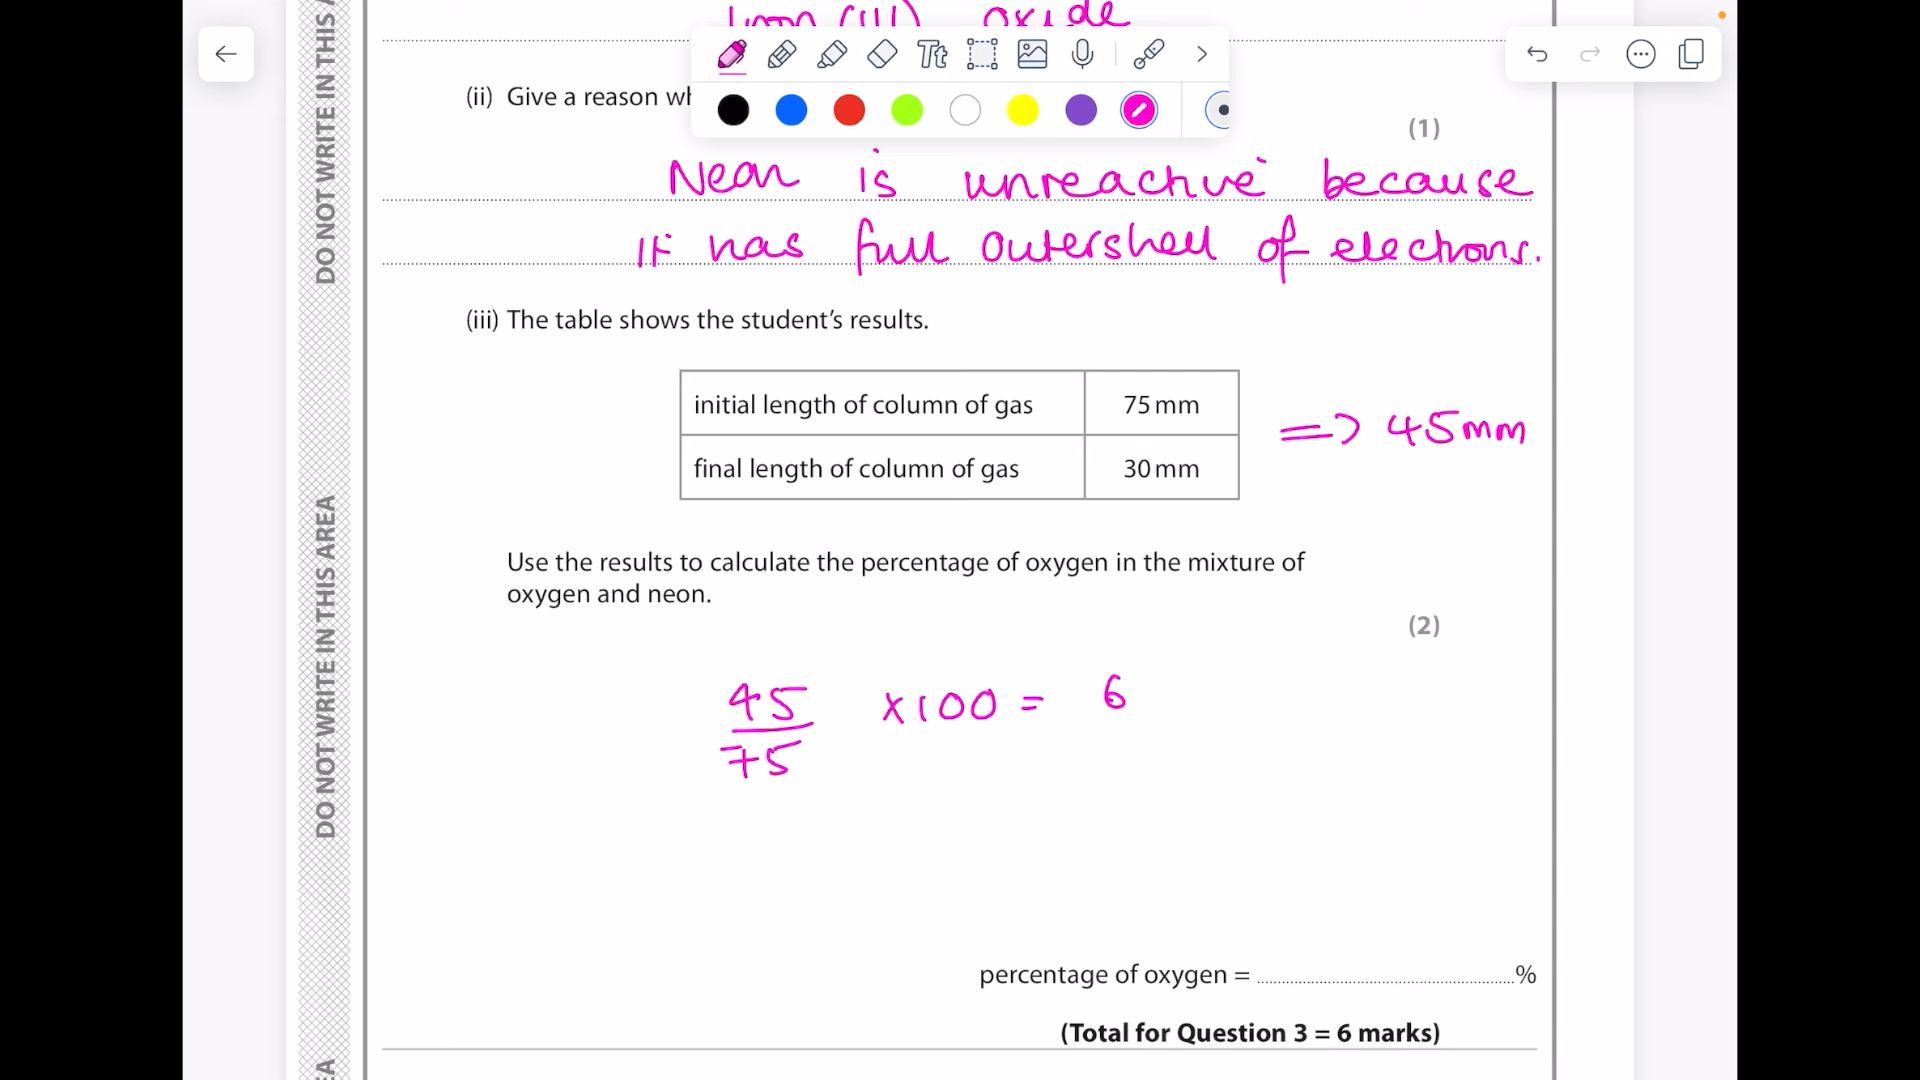 Iron (III) oxide
(ii) Give a reason wh
(1)
Neon is unreactive because
it has full outershell of electrons.
(iii) The table shows the student's results.
initial length of column of gas 75 mm
final length of column of gas 30 mm
=> 45mm
Use the results to calculate the percentage of oxygen in the mixture of
oxygen and neon.
(2)
45 x100 = 6
75
percentage of oxygen = ........................................ %
(Total for Question 3 = 6 marks)
DO NOT WRITE IN THIS A
DO NOT WRITE IN THIS AREA
EA
Tt